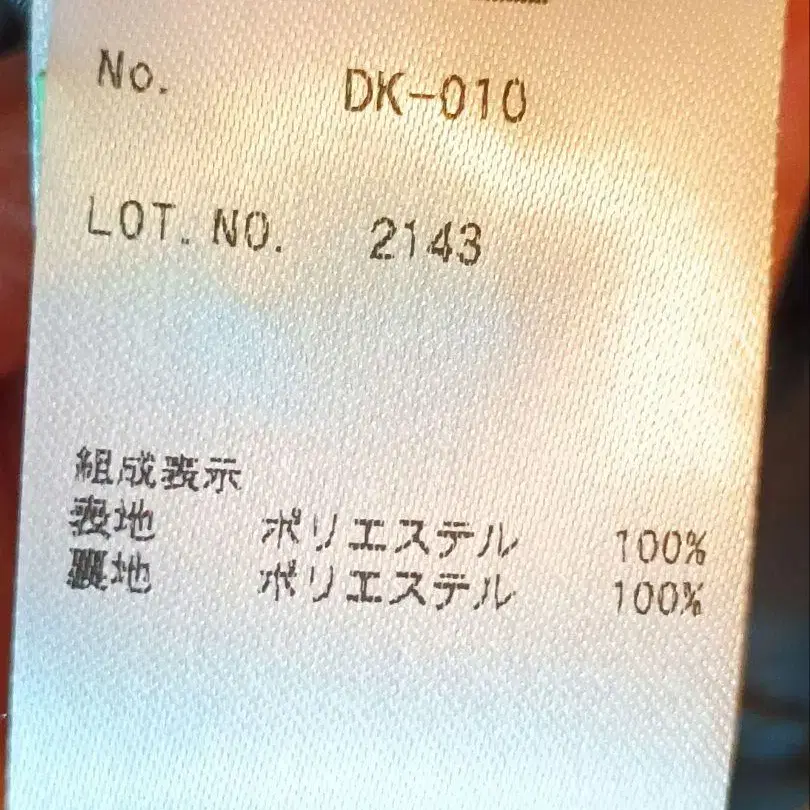 No. DK-010
LOT. NO. 2143
組成表示
表地 ポリエステル 100%
裏地 ポリエステル 100%